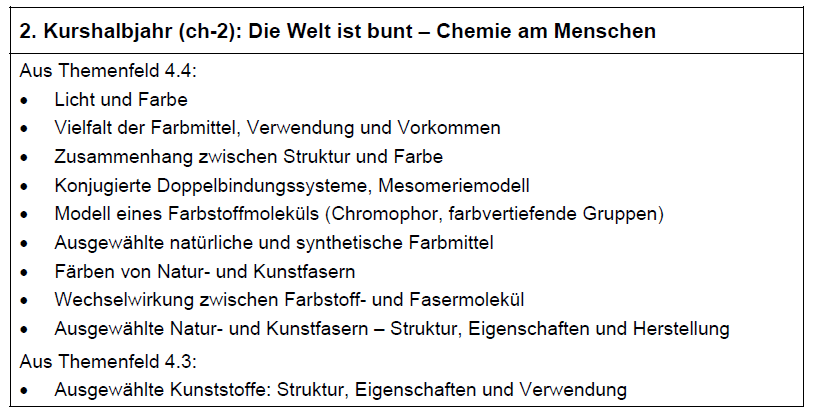 2. Kurshalbjahr (ch-2): Die Welt ist bunt – Chemie am Menschen
Aus Themenfeld 4.4:
• Licht und Farbe
• Vielfalt der Farbmittel, Verwendung und Vorkommen
• Zusammenhang zwischen Struktur und Farbe
• Konjugierte Doppelbindungssysteme, Mesomeriemodell
• Modell eines Farbstoffmoleküls (Chromophor, farbvertiefende Gruppen)
• Ausgewählte natürliche und synthetische Farbmittel
• Färben von Natur- und Kunstfasern
• Wechselwirkung zwischen Farbstoff- und Fasermolekül
• Ausgewählte Natur- und Kunstfasern – Struktur, Eigenschaften und Herstellung
Aus Themenfeld 4.3:
• Ausgewählte Kunststoffe: Struktur, Eigenschaften und Verwendung